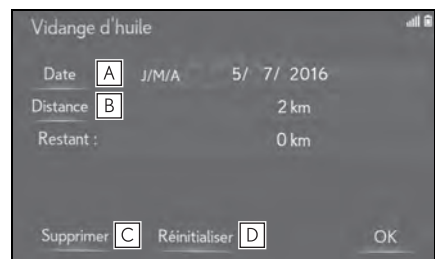 Vidange d'huile
Date A J/M/A 5/ 7/ 2016
Distance B 2 km
Restant : 0 km
Supprimer C Réinitialiser D OK